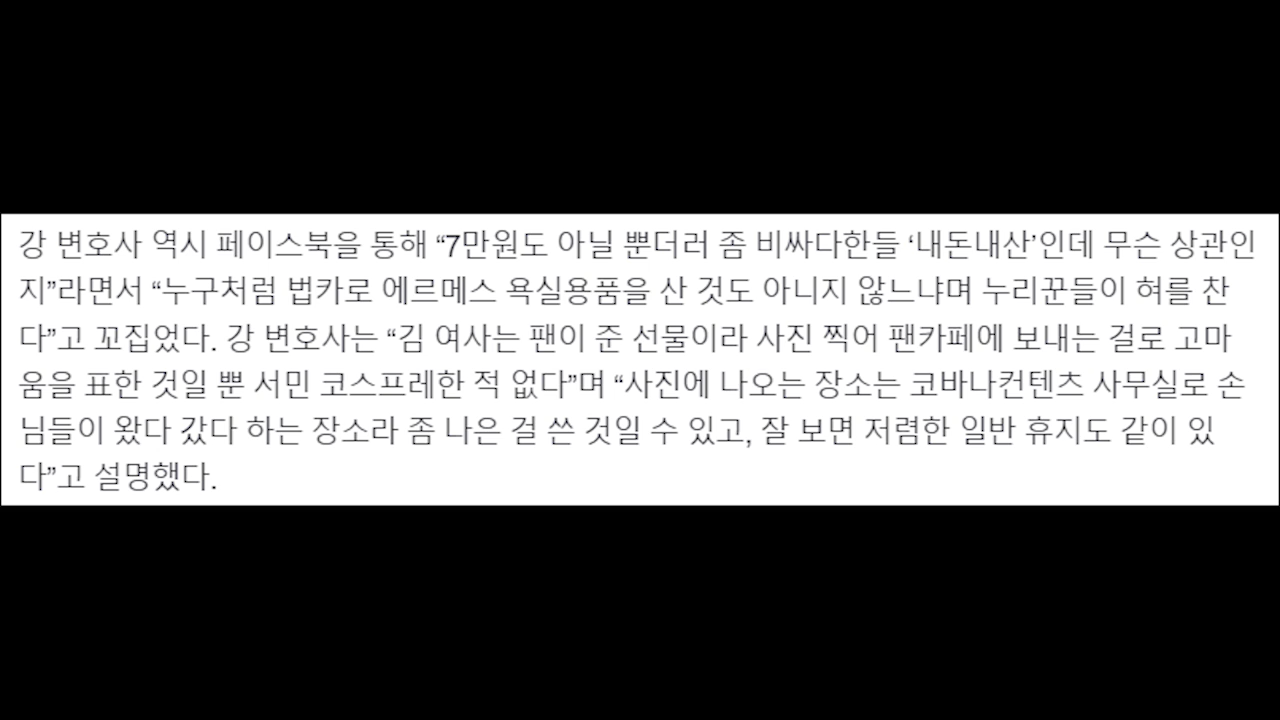 강 변호사 역시 페이스북을 통해 “7만원도 아닐 뿐더러 좀 비싸다한들 ‘내돈내산’인데 무슨 상관인
지”라면서 “누구처럼 법카로 에르메스 욕실용품을 산 것도 아니지 않느냐며 누리꾼들이 혀를 찬
다”고 꼬집었다. 강 변호사는 “김 여사는 팬이 준 선물이라 사진 찍어 팬카페에 보내는 걸로 고마
움을 표한 것일 뿐 서민 코스프레한 적 없다”며 “사진에 나오는 장소는 코바나컨텐츠 사무실로 손
님들이 왔다 갔다 하는 장소라 좀 나은 걸 쓴 것일 수 있고, 잘 보면 저렴한 일반 휴지도 같이 있
다”고 설명했다.